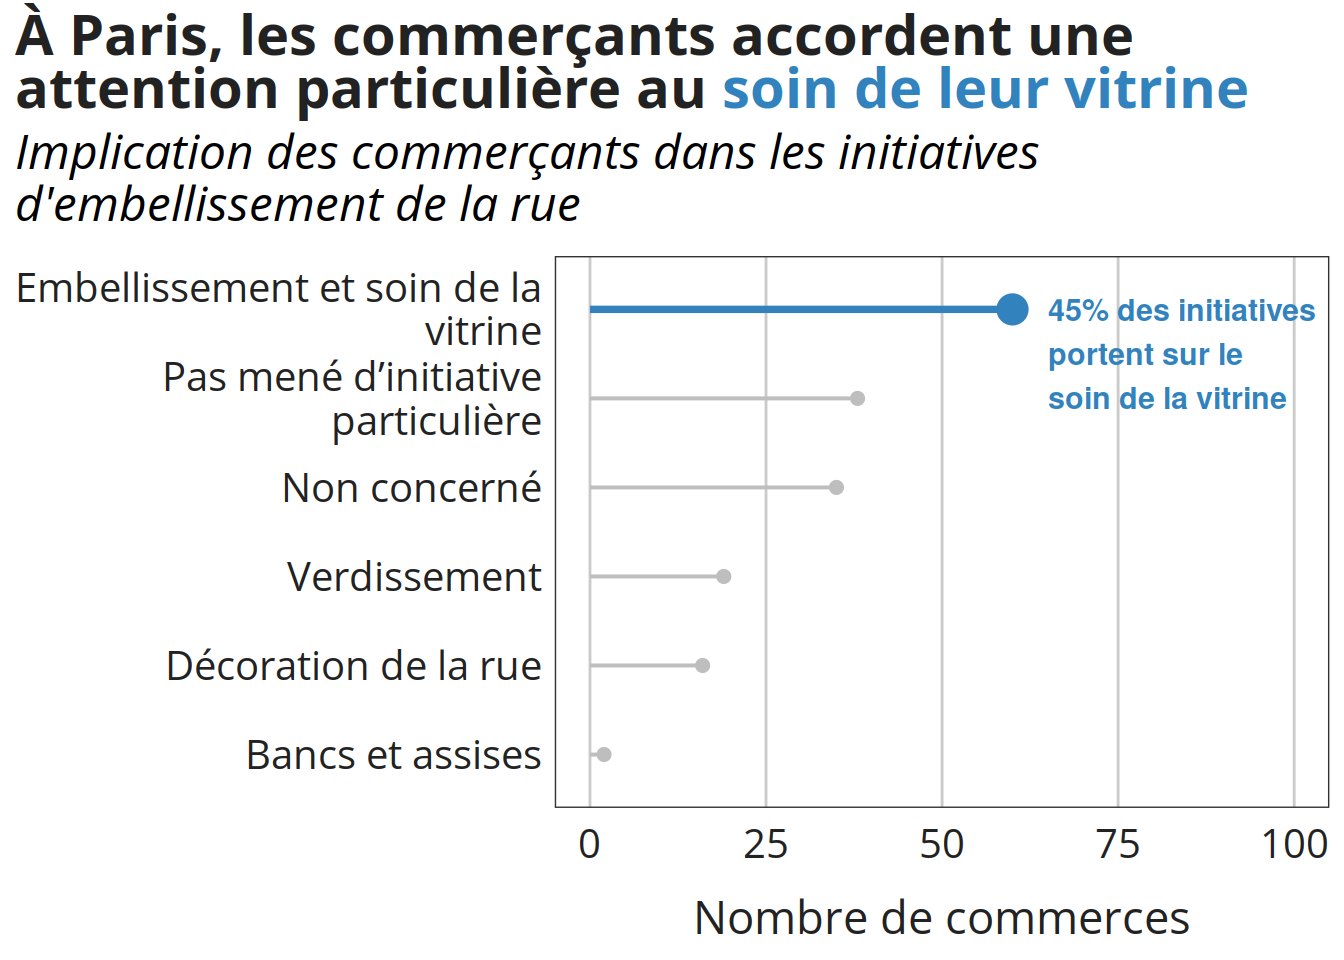 À Paris, les commerçants accordent une
attention particulière au soin de leur vitrine
Implication des commerçants dans les initiatives
d'embellissement de la rue
Embellissement et soin de la
vitrine
45% des initiatives
portent sur le
soin de la vitrine
Pas mené d’initiative
particulière
Non concerné
Verdissement
Décoration de la rue
Bancs et assises
0 25 50 75 100
Nombre de commerces